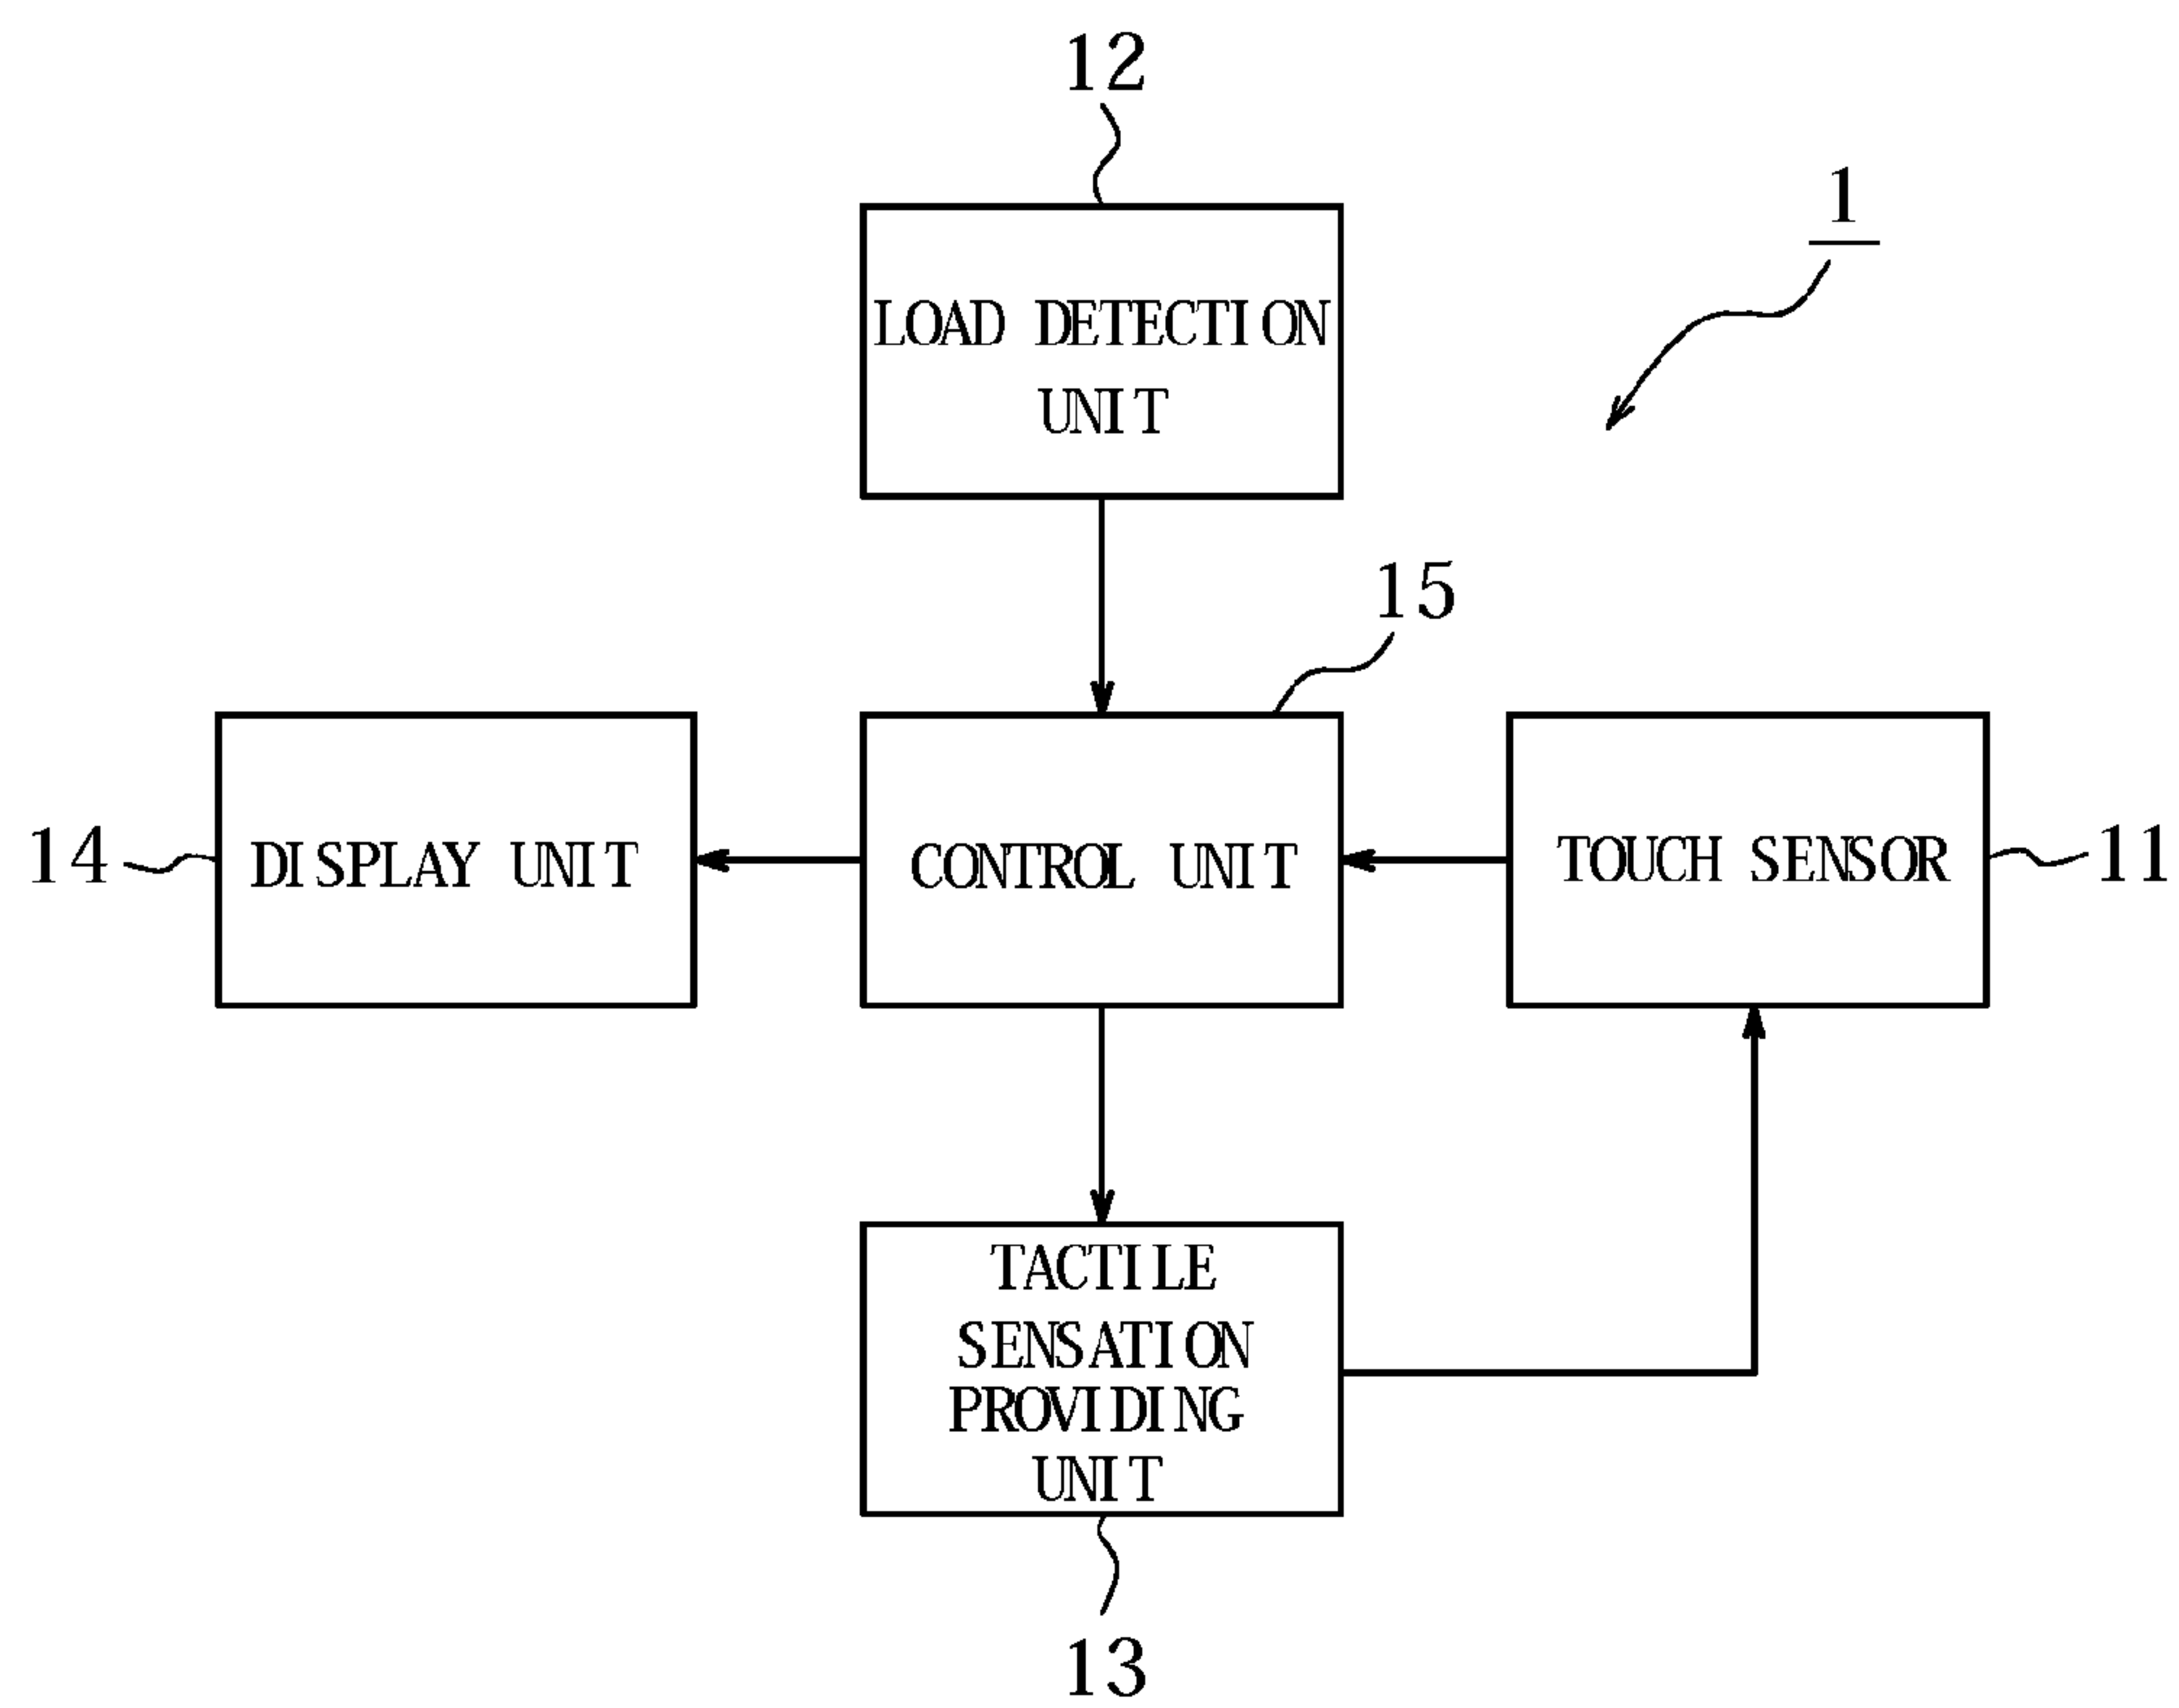 12
1
LOAD DETECTION
UNIT
15
14
DISPLAY UNIT
CONTROL UNIT
TOUCH SENSOR
11
TACTILE
SENSATION
PROVIDING
UNIT
13